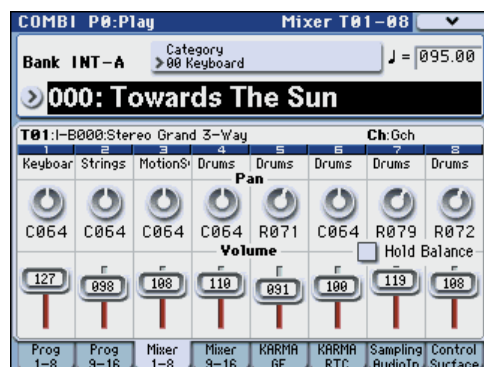 COMBI P0:Play Mixer T01-08
Bank INT-A
Category
00 Keyboard
♩ = 095.00
000: Towards The Sun
T01:I-B000:Stereo Grand 3-Way Ch:Gch
1 2 3 4 5 6 7 8
Keyboar Strings MotionS Drums Drums Drums Drums Drums
Pan
C064 C064 C064 C064 R071 C064 R079 R072
Volume Hold Balance
127 098 108 110 091 100 119 108
Prog 1-8 Prog 9-16 Mixer 1-8 Mixer 9-16 KARMA GE KARMA RTC Sampling AudioIn Control Surface